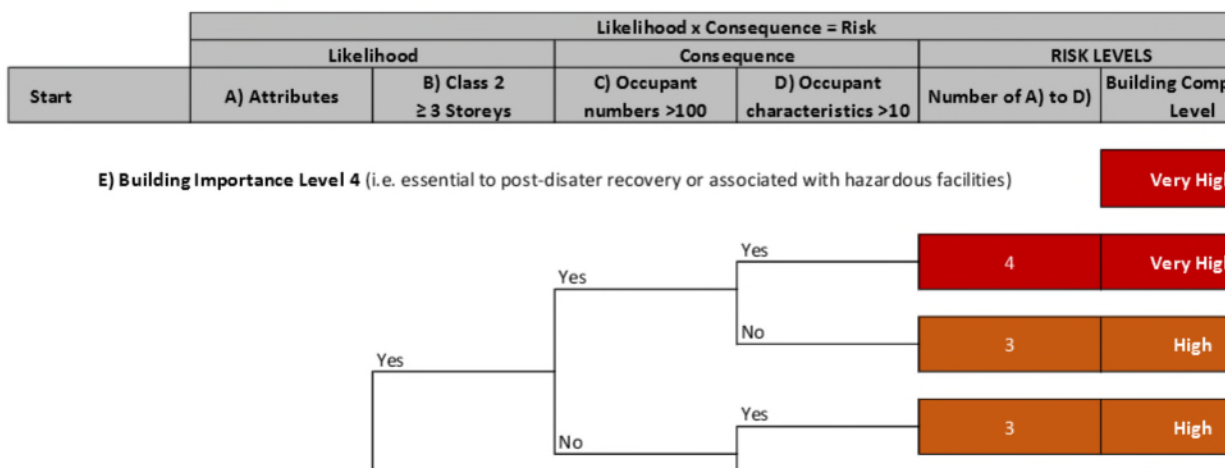 Likelihood x Consequence = Risk
Likelihood Consequence RISK LEVELS
Start A) Attributes B) Class 2 ≥ 3 Storeys C) Occupant numbers >100 D) Occupant characteristics >10 Number of A) to D) Building Comp Level
E) Building Importance Level 4 (i.e. essential to post-disater recovery or associated with hazardous facilities) Very High
Yes 4 Very High
Yes
No 3 High
Yes
Yes 3 High
No